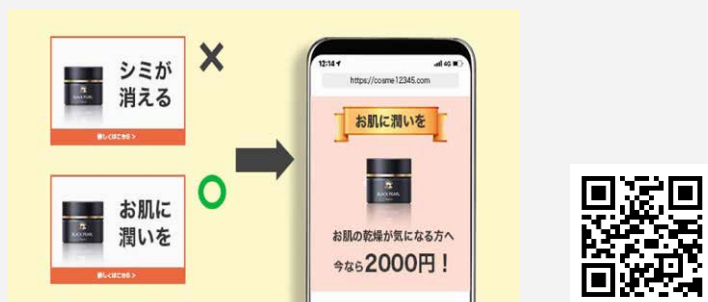 シミが
消える
詳しくはこちら >
お肌に
潤いを
詳しくはこちら >
12:14
4G
https://cosme12345.com
お肌に潤いを
お肌の乾燥が気になる方へ
今なら2000円！